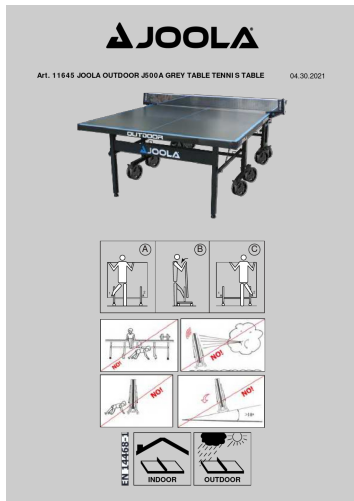 JOOLA
Art. 11645 JOOLA OUTDOOR J500A GREY TABLE TENNIS TABLE 04.30.2021
OUTDOOR
JOOLA
A B C
NO!
NO!
NO!
NO!
EN 14468-1
INDOOR OUTDOOR